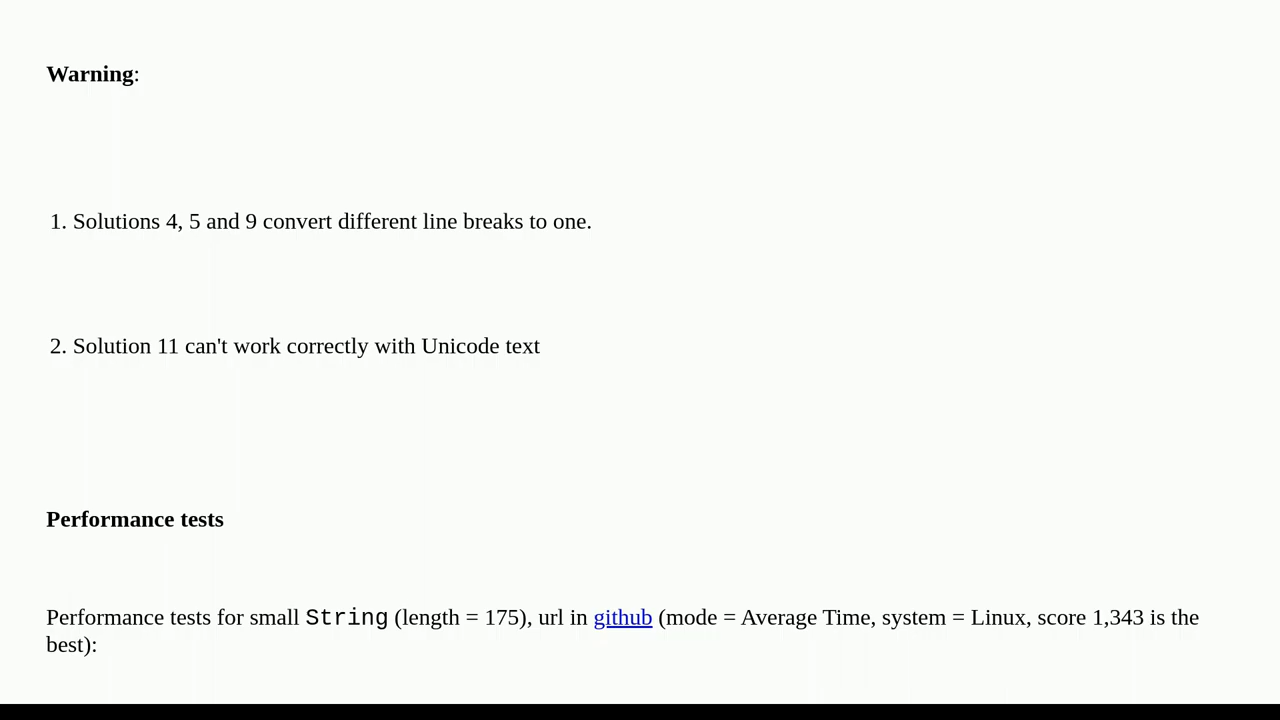 Warning:
1. Solutions 4, 5 and 9 convert different line breaks to one.
2. Solution 11 can't work correctly with Unicode text
Performance tests
Performance tests for small String (length = 175), url in github (mode = Average Time, system = Linux, score 1,343 is the
best):